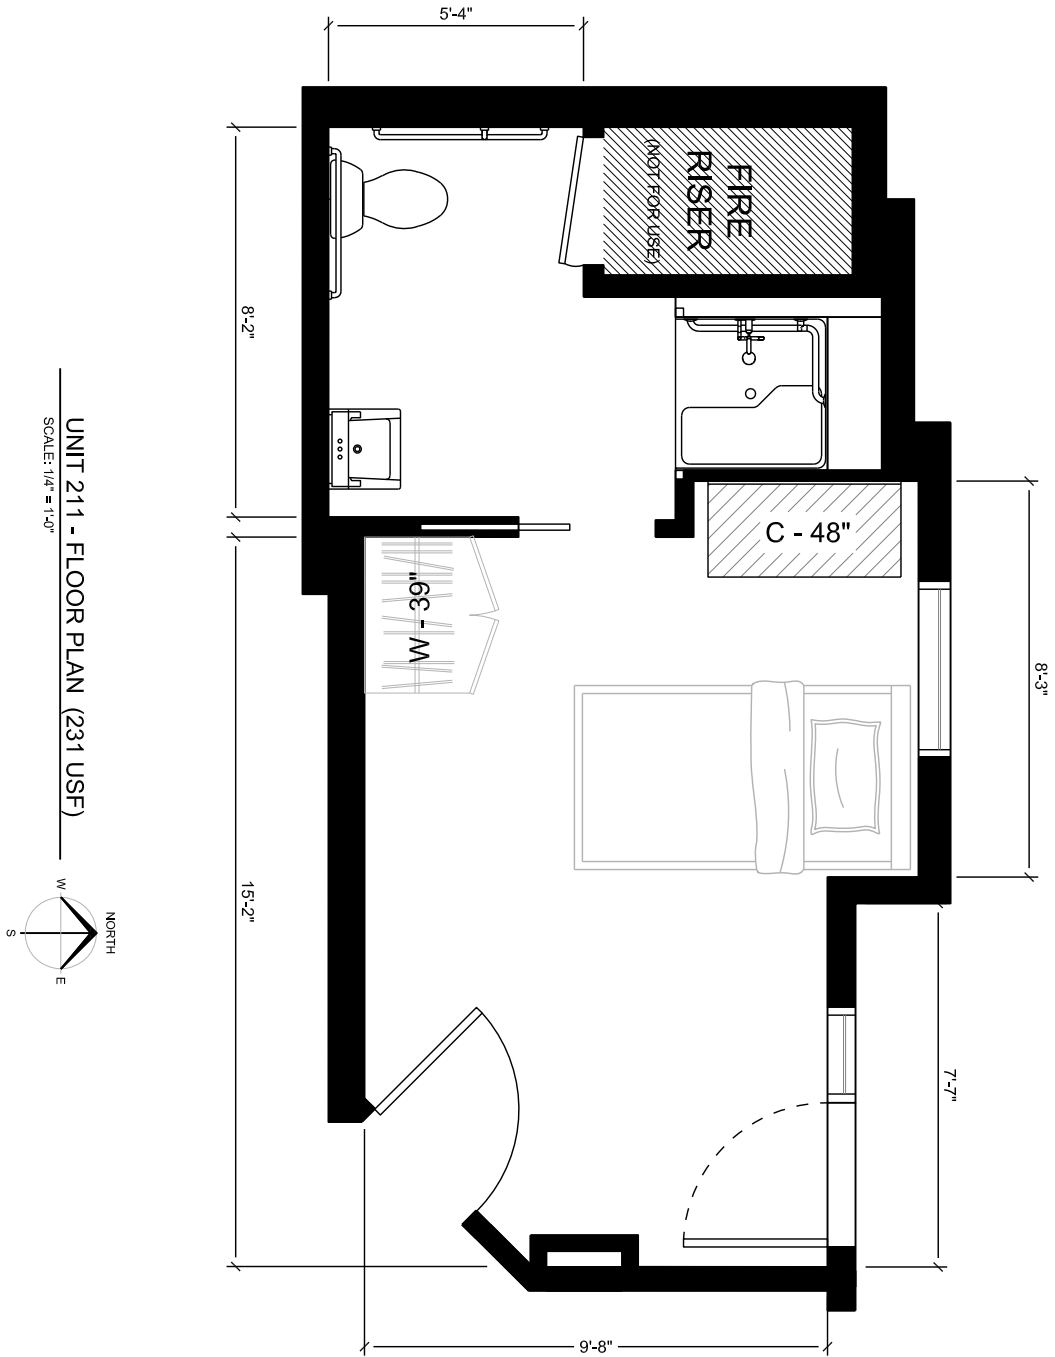 5'-4"
FIRE
RISER
(NOT FOR USE)
8'-2"
C - 48"
W - 39"
8'-3"
UNIT 211 - FLOOR PLAN (231 USF)
SCALE: 1/4" = 1'-0"
15'-2"
NORTH
W
E
S
7'-7"
9'-8"